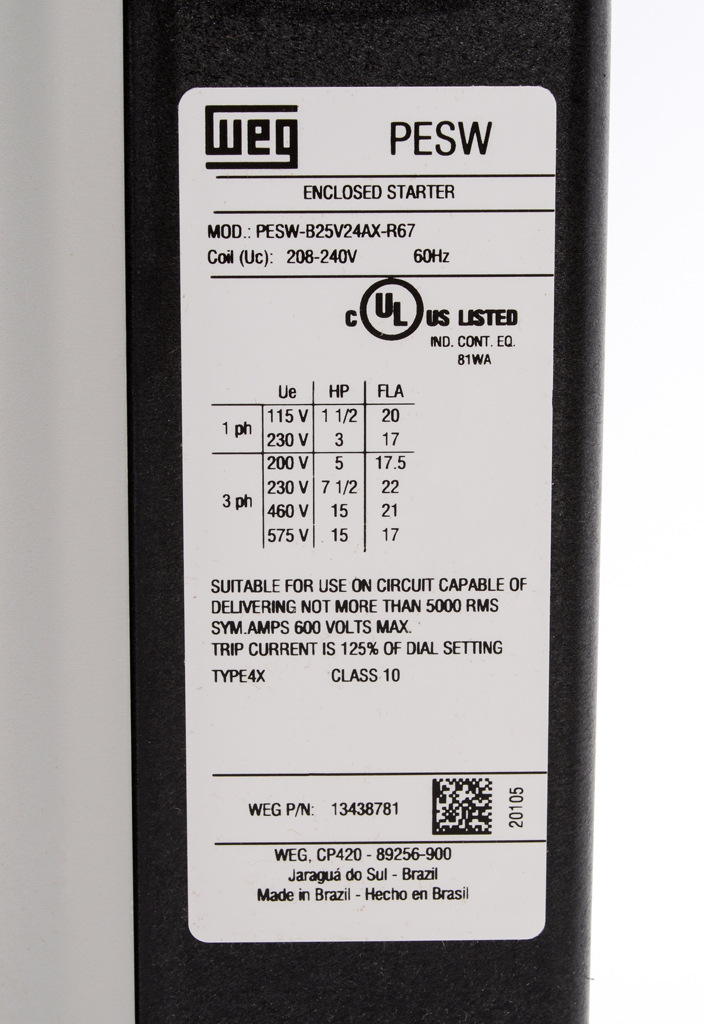 weg PESW
ENCLOSED STARTER
MOD.: PESW-B25V24AX-R67
Coil (Uc): 208-240V 60Hz
C UL US LISTED
IND. CONT. EQ.
81WA
Ue HP FLA
1 ph 115 V 1 1/2 20
230 V 3 17
3 ph 200 V 5 17.5
230 V 7 1/2 22
460 V 15 21
575 V 15 17
SUITABLE FOR USE ON CIRCUIT CAPABLE OF
DELIVERING NOT MORE THAN 5000 RMS
SYM.AMPS 600 VOLTS MAX.
TRIP CURRENT IS 125% OF DIAL SETTING
TYPE4X CLASS 10
WEG P/N: 13438781
20105
WEG, CP420 - 89256-900
Jaraguá do Sul - Brazil
Made in Brazil - Hecho en Brasil